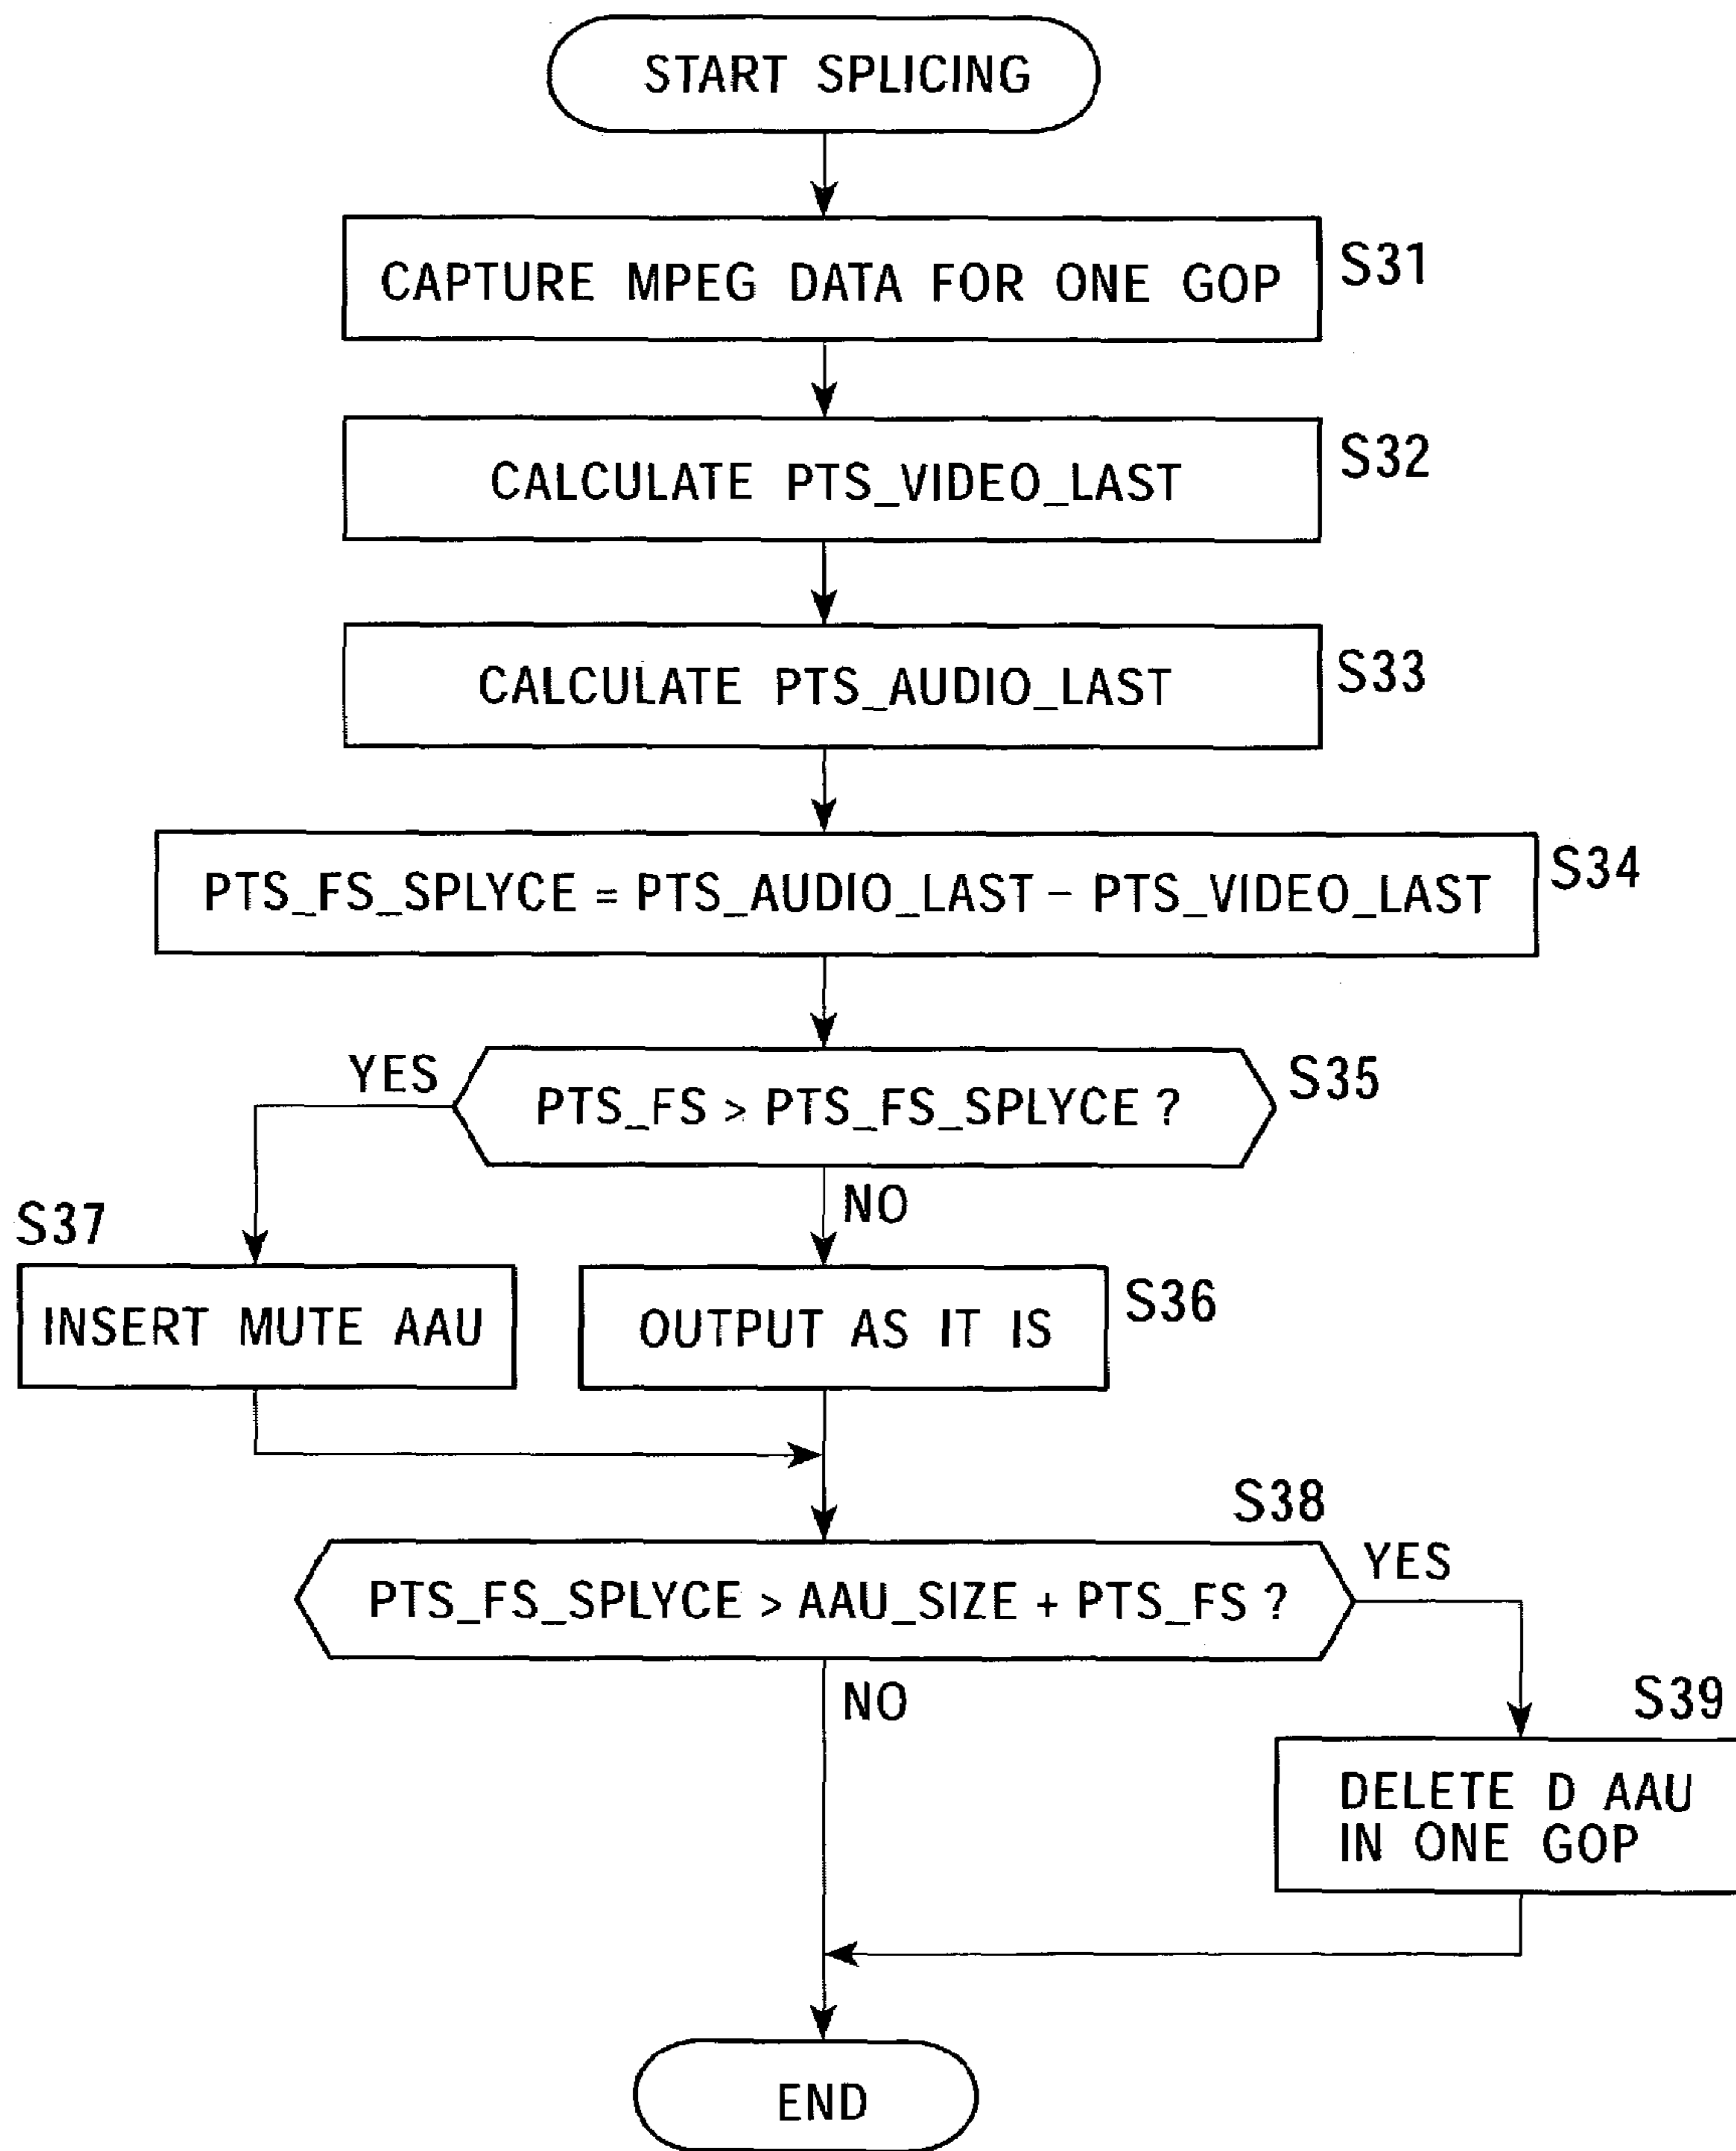 START SPLICING
CAPTURE MPEG DATA FOR ONE GOP
S31
CALCULATE PTS_VIDEO_LAST
S32
CALCULATE PTS_AUDIO_LAST
S33
PTS_FS_SPLYCE = PTS_AUDIO_LAST – PTS_VIDEO_LAST
S34
YES
PTS_FS > PTS_FS_SPLYCE ?
S35
NO
S37
INSERT MUTE AAU
OUTPUT AS IT IS
S36
S38
PTS_FS_SPLYCE > AAU_SIZE + PTS_FS ?
YES
NO
S39
DELETE D AAU
IN ONE GOP
END